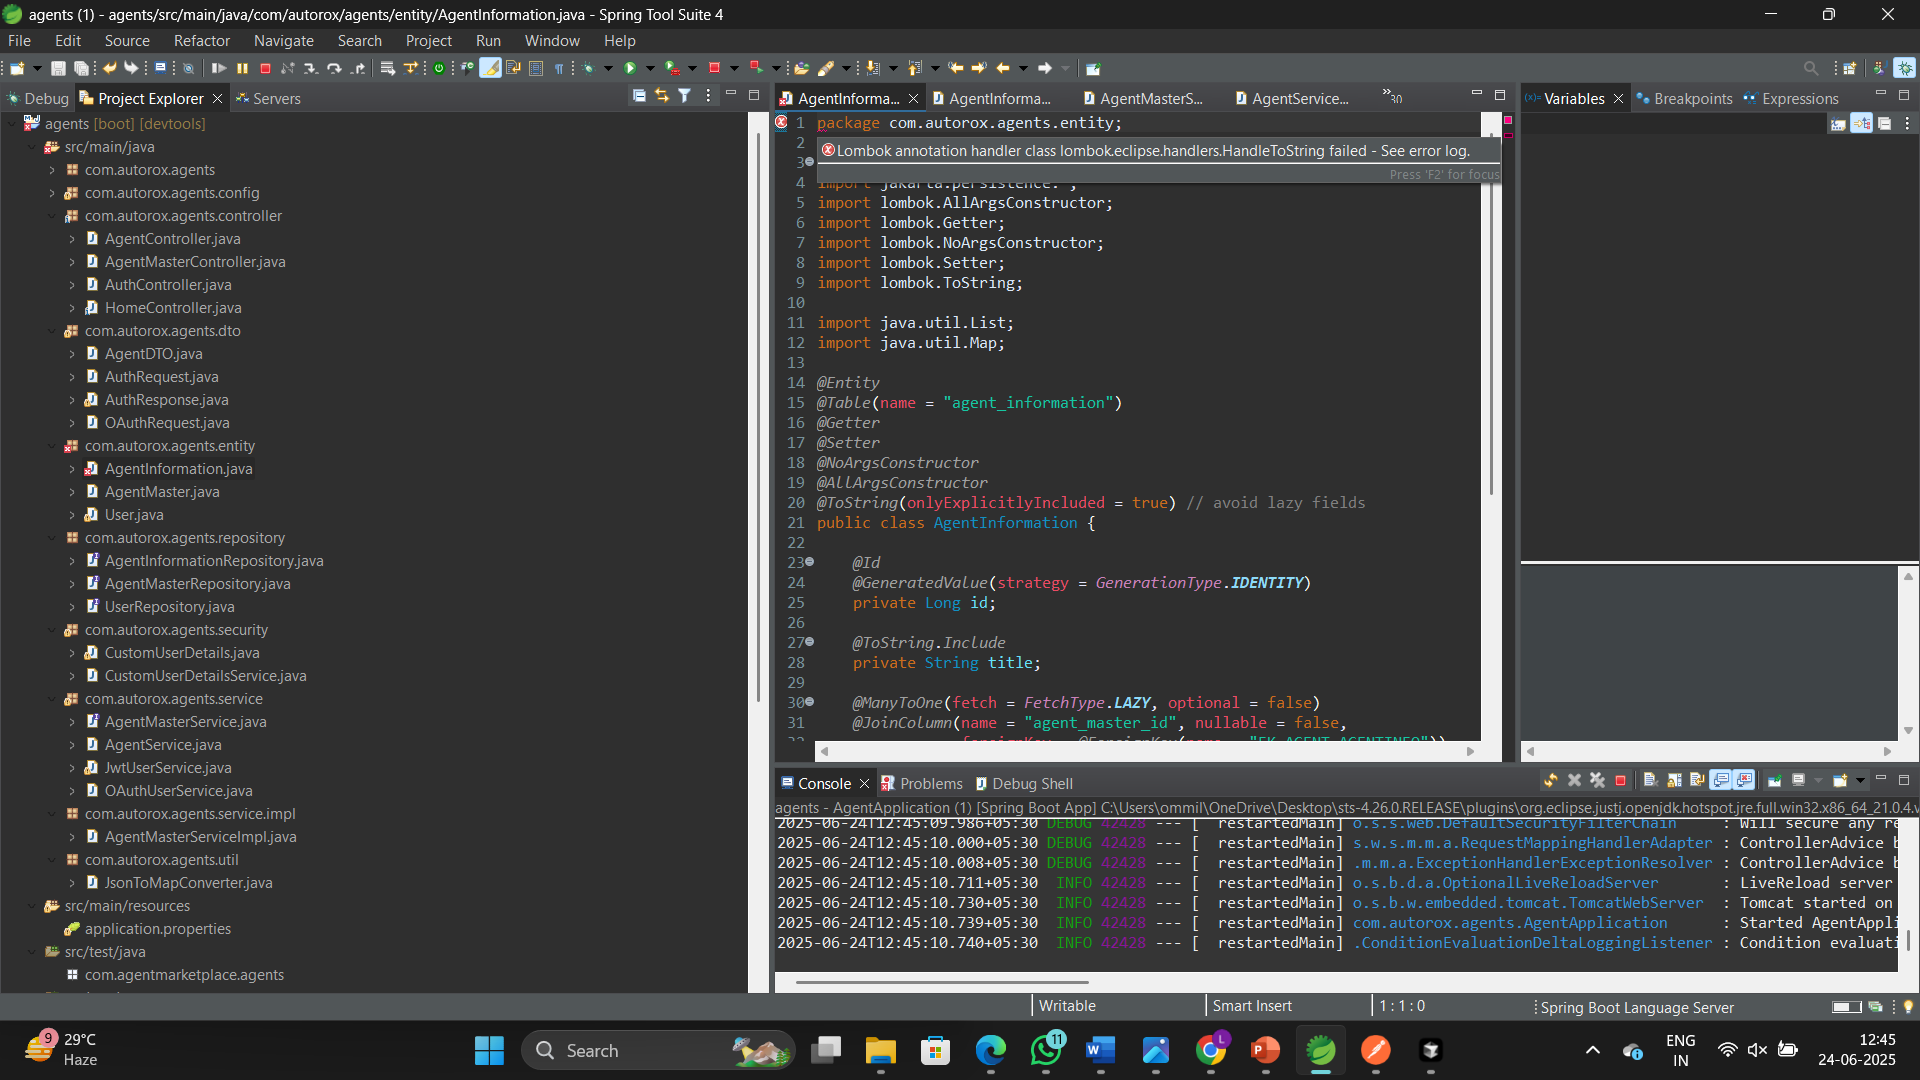 agents (1) - agents/src/main/java/com/autorox/agents/entity/AgentInformation.java - Spring Tool Suite 4
File Edit Source Refactor Navigate Search Project Run Window Help
Debug Project Explorer Servers
agents [boot] [devtools]
src/main/java
com.autorox.agents
com.autorox.agents.config
com.autorox.agents.controller
AgentController.java
AgentMasterController.java
AuthController.java
HomeController.java
com.autorox.agents.dto
AgentDTO.java
AuthRequest.java
AuthResponse.java
OAuthRequest.java
com.autorox.agents.entity
AgentInformation.java
AgentMaster.java
User.java
com.autorox.agents.repository
AgentInformationRepository.java
AgentMasterRepository.java
UserRepository.java
com.autorox.agents.security
CustomUserDetails.java
CustomUserDetailsService.java
com.autorox.agents.service
AgentMasterService.java
AgentService.java
JwtUserService.java
OAuthUserService.java
com.autorox.agents.service.impl
AgentMasterServiceImpl.java
com.autorox.agents.util
JsonToMapConverter.java
src/main/resources
application.properties
src/test/java
com.agentmarketplace.agents
AgentInforma... AgentInforma... AgentMasterS... AgentService... »30
1 package com.autorox.agents.entity;
2
Lombok annotation handler class lombok.eclipse.handlers.HandleToString failed - See error log.
3
Press 'F2' for focus
4 import jakarta.persistence.
5 import lombok.AllArgsConstructor;
6 import lombok.Getter;
7 import lombok.NoArgsConstructor;
8 import lombok.Setter;
9 import lombok.ToString;
10
11 import java.util.List;
12 import java.util.Map;
13
14 @Entity
15 @Table(name = "agent_information")
16 @Getter
17 @Setter
18 @NoArgsConstructor
19 @AllArgsConstructor
20 @ToString(onlyExplicitlyIncluded = true) // avoid lazy fields
21 public class AgentInformation {
22
23 @Id
24 @GeneratedValue(strategy = GenerationType.IDENTITY)
25 private Long id;
26
27 @ToString.Include
28 private String title;
29
30 @ManyToOne(fetch = FetchType.LAZY, optional = false)
31 @JoinColumn(name = "agent_master_id", nullable = false,
32 foreignKey = @ForeignKey(name = "FK_AGENT_AGENTINFO"))
(x)= Variables Breakpoints Expressions
Console Problems Debug Shell
agents - AgentApplication (1) [Spring Boot App] C:\Users\ommil\OneDrive\Desktop\sts-4.26.0.RELEASE\plugins\org.eclipse.justj.openjdk.hotspot.jre.full.win32.x86_64_21.0.4.v
2025-06-24T12:45:09.986+05:30 DEBUG 42428 --- [ restartedMain] o.s.s.web.DefaultSecurityFilterChain : Will secure any re
2025-06-24T12:45:10.000+05:30 DEBUG 42428 --- [ restartedMain] s.w.s.m.m.a.RequestMappingHandlerAdapter : ControllerAdvice b
2025-06-24T12:45:10.008+05:30 DEBUG 42428 --- [ restartedMain] .m.m.a.ExceptionHandlerExceptionResolver : ControllerAdvice b
2025-06-24T12:45:10.711+05:30 INFO 42428 --- [ restartedMain] o.s.b.d.a.OptionalLiveReloadServer : LiveReload server
2025-06-24T12:45:10.730+05:30 INFO 42428 --- [ restartedMain] o.s.b.w.embedded.tomcat.TomcatWebServer : Tomcat started on
2025-06-24T12:45:10.739+05:30 INFO 42428 --- [ restartedMain] com.autorox.agents.AgentApplication : Started AgentAppli
2025-06-24T12:45:10.740+05:30 INFO 42428 --- [ restartedMain] .ConditionEvaluationDeltaLoggingListener : Condition evaluati
Writable Smart Insert 1 : 1 : 0 Spring Boot Language Server
9 29°C
Haze
Search
11
L
ENG
IN
12:45
24-06-2025